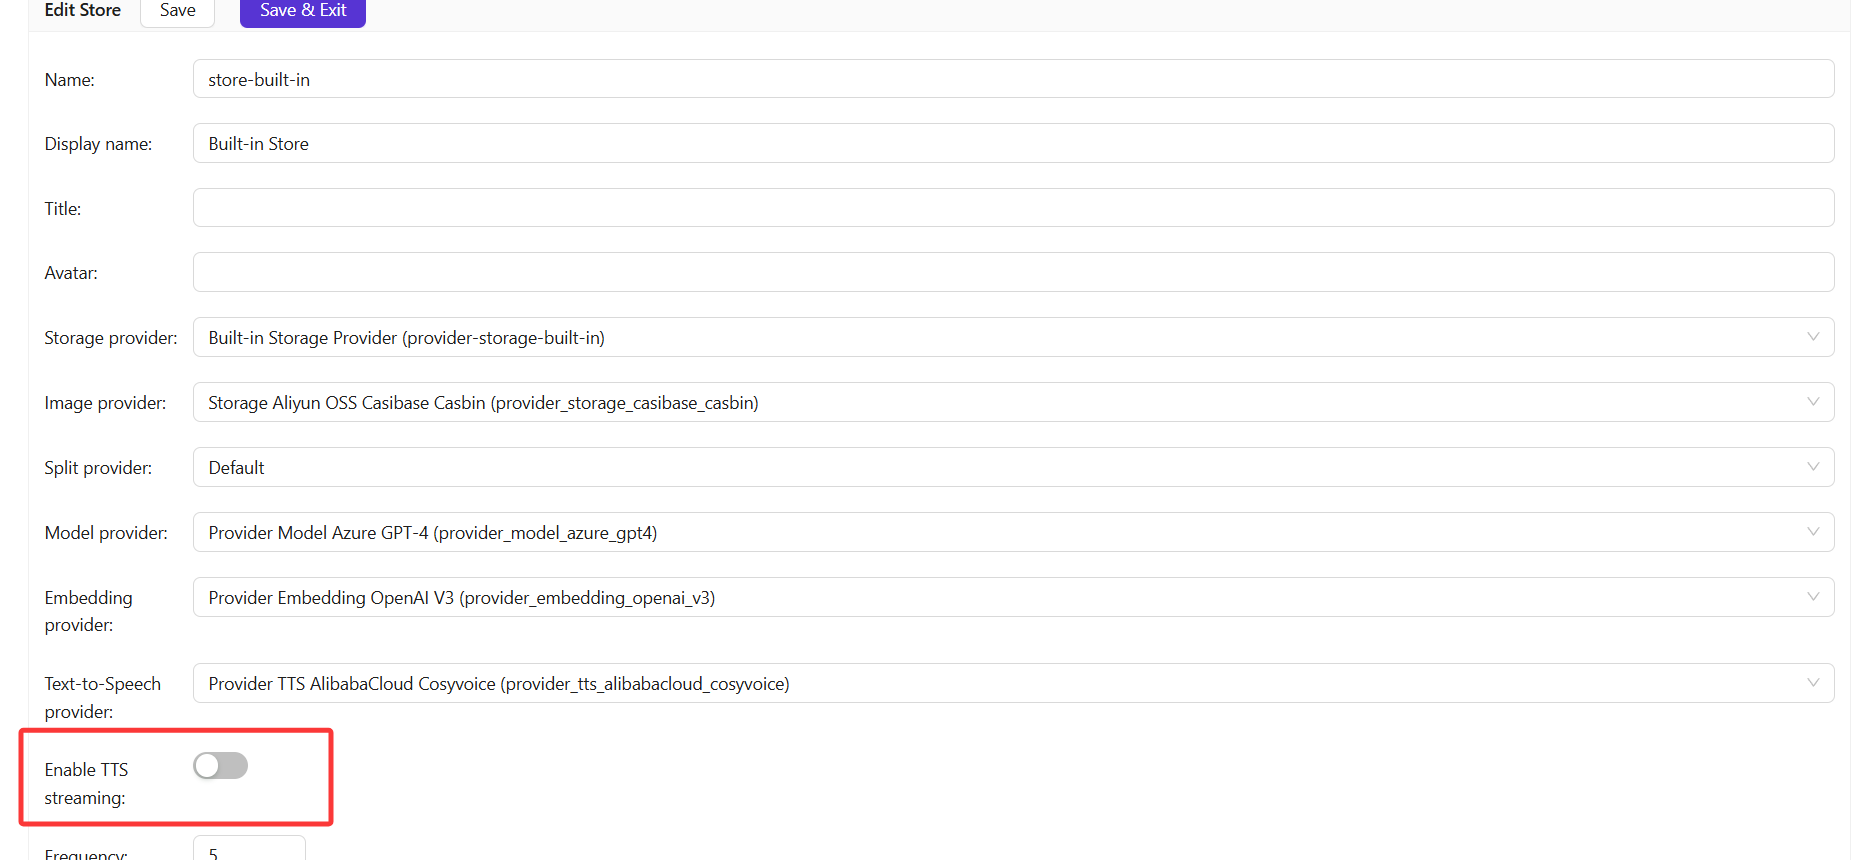 Edit Store Save Save & Exit
Name: store-built-in
Display name: Built-in Store
Title:
Avatar:
Storage provider: Built-in Storage Provider (provider-storage-built-in)
Image provider: Storage Aliyun OSS Casibase Casbin (provider_storage_casibase_casbin)
Split provider: Default
Model provider: Provider Model Azure GPT-4 (provider_model_azure_gpt4)
Embedding provider: Provider Embedding OpenAI V3 (provider_embedding_openai_v3)
Text-to-Speech provider: Provider TTS AlibabaCloud Cosyvoice (provider_tts_alibabacloud_cosyvoice)
Enable TTS
streaming:
Frequency: 5